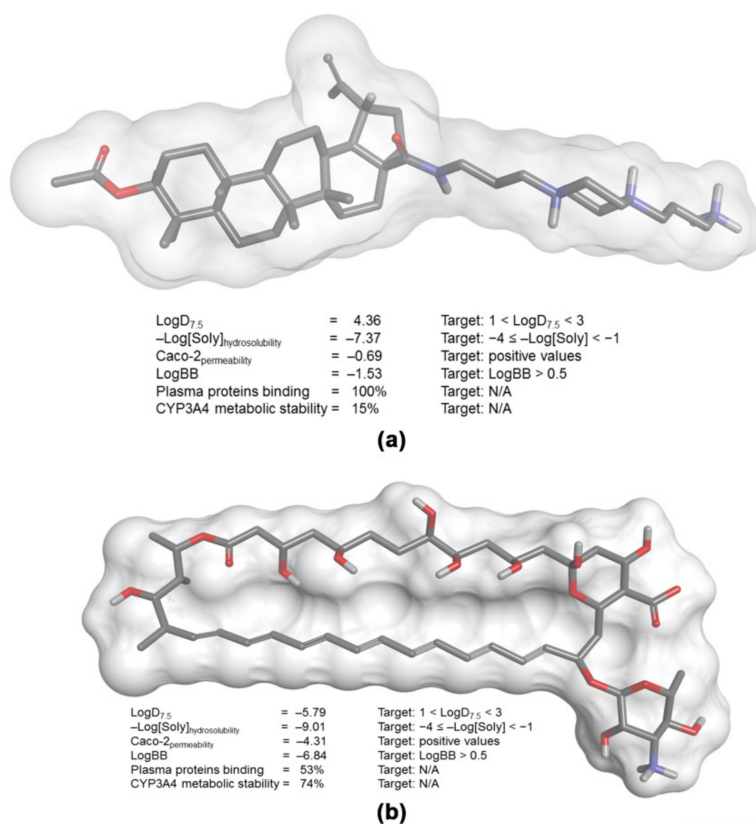 LogD7.5 = 4.36 Target: 1 < LogD7.5 < 3
−Log[Soly]hydrosolubility = −7.37 Target: −4 ≤ −Log[Soly] < −1
Caco-2permeability = −0.69 Target: positive values
LogBB = −1.53 Target: LogBB > 0.5
Plasma proteins binding = 100% Target: N/A
CYP3A4 metabolic stability = 15% Target: N/A
(a)
LogD7.5 = −5.79 Target: 1 < LogD7.5 < 3
−Log[Soly]hydrosolubility = −9.01 Target: −4 ≤ −Log[Soly] < −1
Caco-2permeability = −4.31 Target: positive values
LogBB = −6.84 Target: LogBB > 0.5
Plasma proteins binding = 53% Target: N/A
CYP3A4 metabolic stability = 74% Target: N/A
(b)